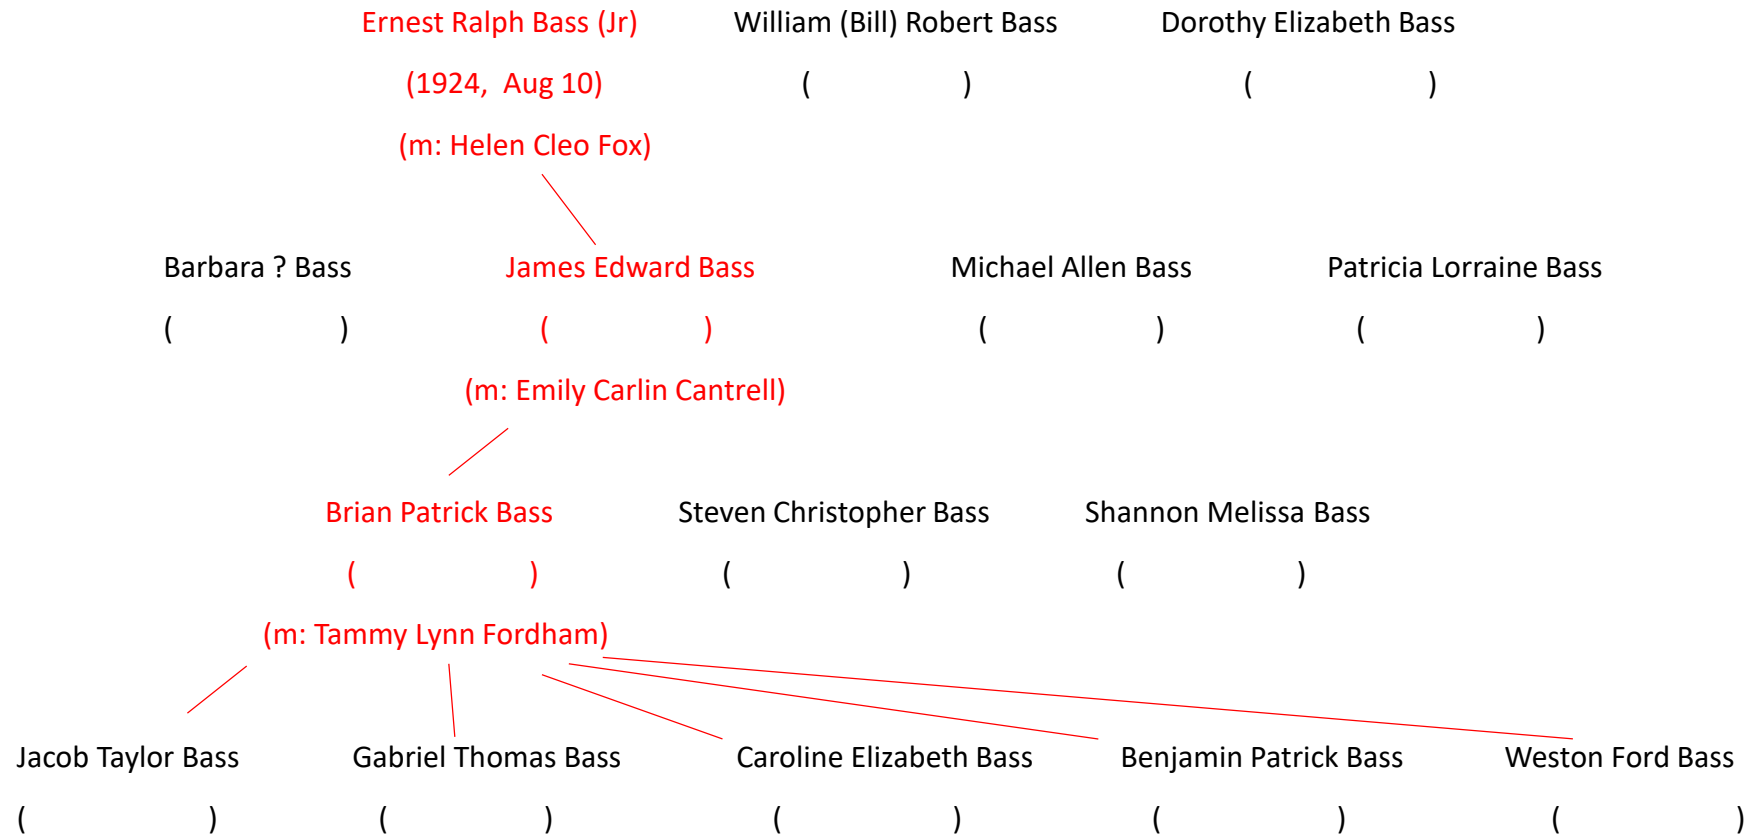 Ernest Ralph Bass (Jr) William (Bill) Robert Bass Dorothy Elizabeth Bass
(1924, Aug 10) ( ) ( )
(m: Helen Cleo Fox)
Barbara ? Bass James Edward Bass Michael Allen Bass Patricia Lorraine Bass
( ) ( ) ( ) ( )
(m: Emily Carlin Cantrell)
Brian Patrick Bass Steven Christopher Bass Shannon Melissa Bass
( ) ( ) ( )
(m: Tammy Lynn Fordham)
Jacob Taylor Bass Gabriel Thomas Bass Caroline Elizabeth Bass Benjamin Patrick Bass Weston Ford Bass
( ) ( ) ( ) ( ) ( )